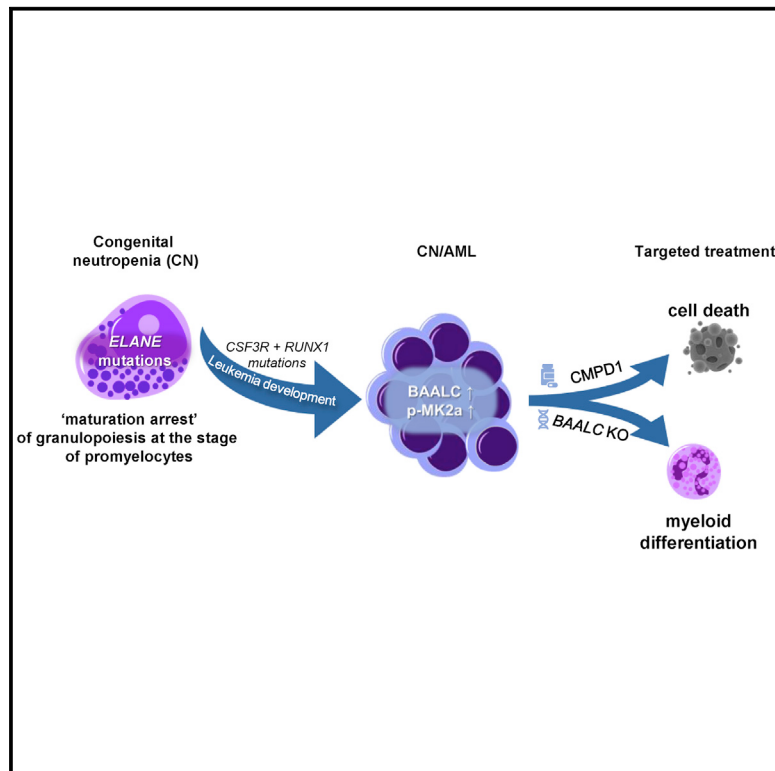 Congenital
neutropenia (CN)
ELANE
mutations
'maturation arrest'
of granulopoiesis at the stage
of promyelocytes
CSF3R + RUNX1
mutations
Leukemia development
CN/AML
BAALC ↑
p-MK2a ↑
Targeted treatment
cell death
CMPD1
BAALC KO
myeloid
differentiation